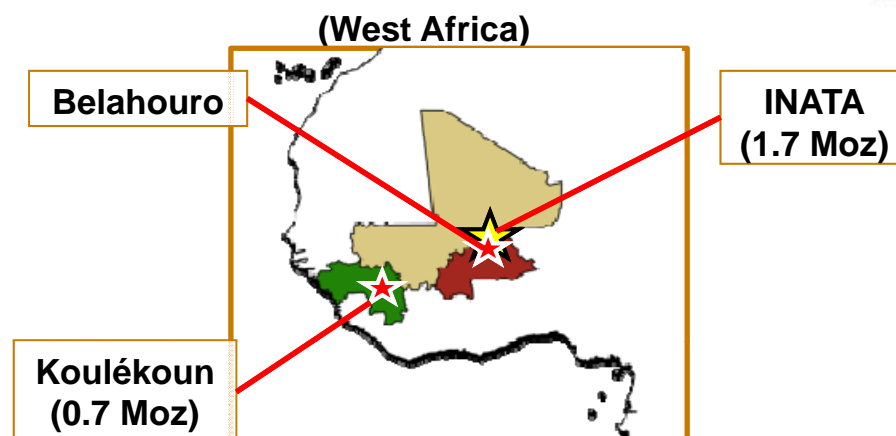 (West Africa)
Belahouro
INATA
(1.7 Moz)
Koulékoun
(0.7 Moz)